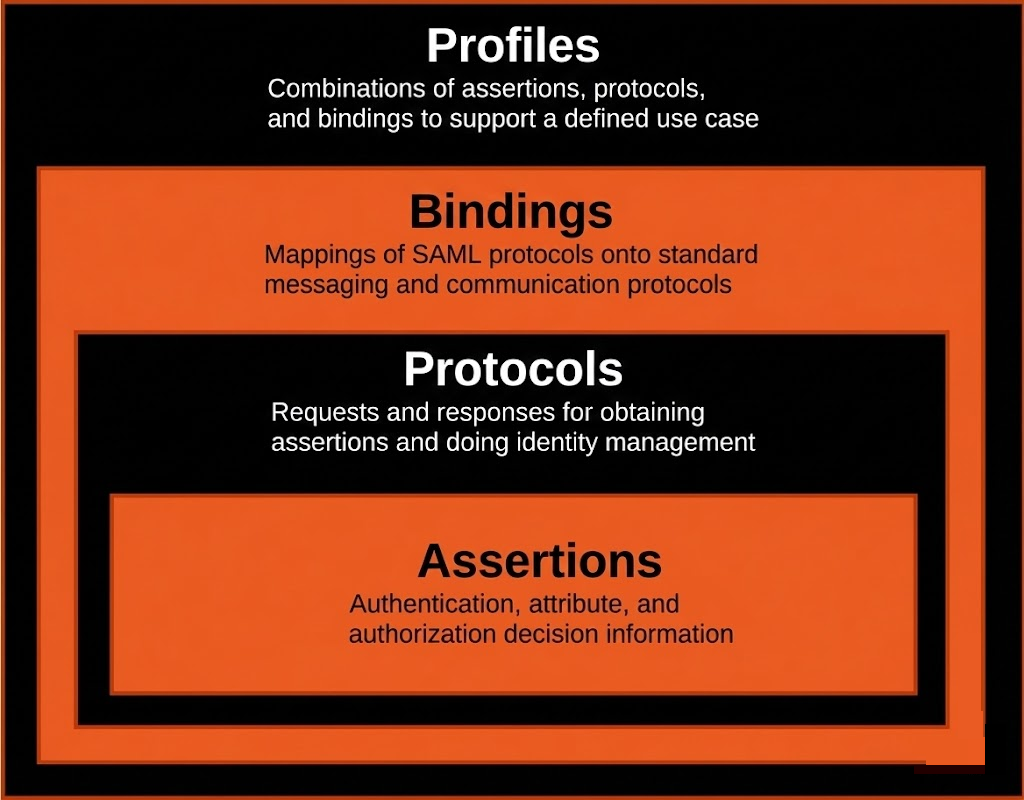 Profiles
Combinations of assertions, protocols,
and bindings to support a defined use case
Bindings
Mappings of SAML protocols onto standard
messaging and communication protocols
Protocols
Requests and responses for obtaining
assertions and doing identity management
Assertions
Authentication, attribute, and
authorization decision information